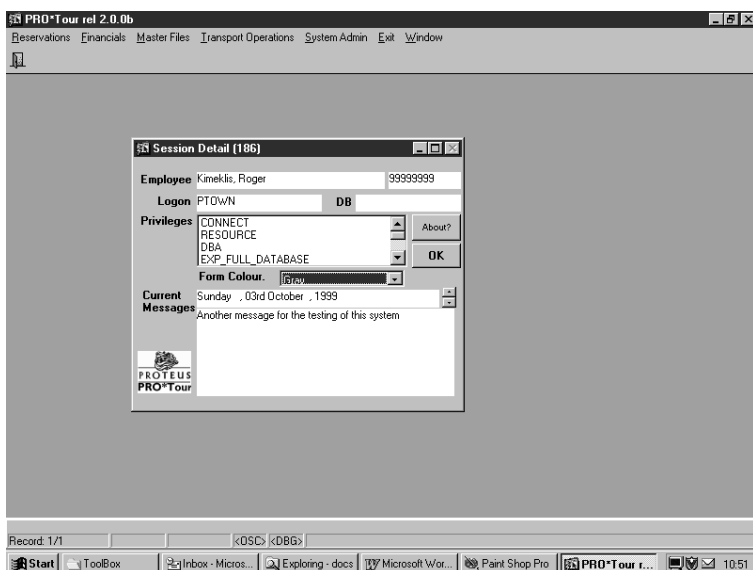 PRO*Tour rel 2.0.0b
Reservations Financials Master Files Transport Operations System Admin Exit Window
Session Detail (186)
Employee Kimeklis, Roger 99999999
Logon PTOWN DB
Privileges CONNECT
RESOURCE
DBA
EXP_FULL_DATABASE
About?
OK
Form Colour. Gray
Current Messages Sunday , 03rd October , 1999
Another message for the testing of this system
PROTEUS
PRO*Tour
Record: 1/1 <OSC> <DBG>
Start ToolBox Inbox - Micros... Exploring - docs Microsoft Wor... Paint Shop Pro PRO*Tour r... 10:51